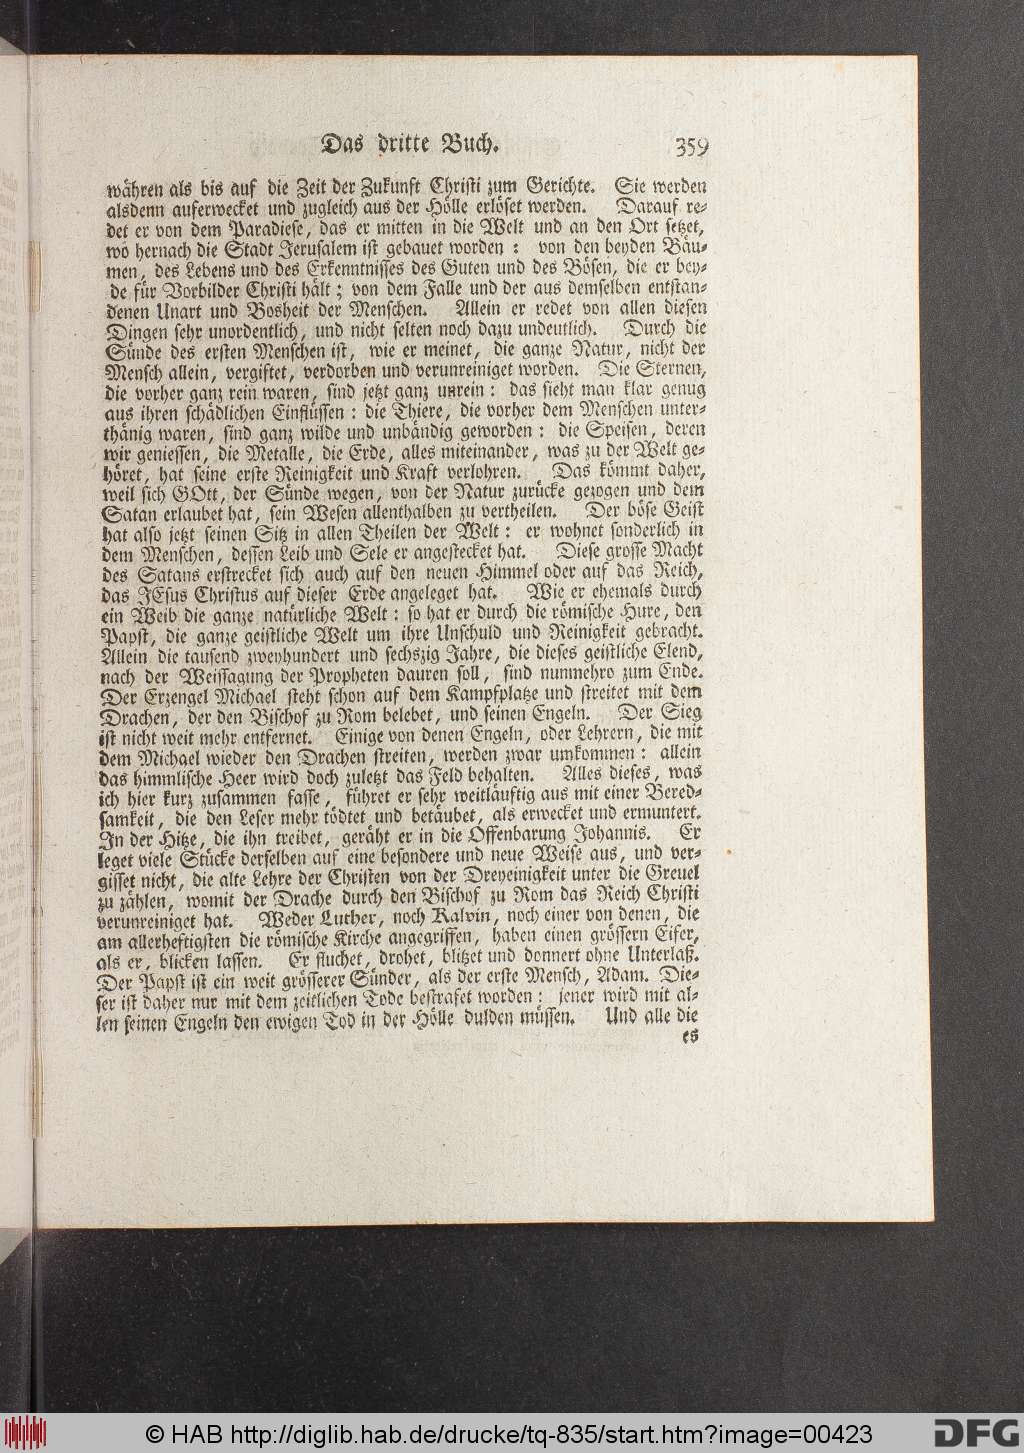 Das dritte Buch. 359
währen als bis auf die Zeit der Zukunft Christi zum Gerichte. Sie werden
alsdenn auferwecket und zugleich aus der Hölle erlöset werden. Darauf re-
det er von dem Paradiese, das er mitten in die Welt und an den Ort setzet,
wo hernach die Stadt Jerusalem ist gebauet worden: von den beyden Bäu-
men, des Lebens und des Erkenntnisses des Guten und des Bösen, die er bey-
de für Vorbilder Christi hält; von dem Falle und der aus demselben entstan-
denen Unart und Bosheit der Menschen. Allein er redet von allen diesen
Dingen sehr unordentlich, und nicht selten noch dazu undeutlich. Durch die
Sünde des ersten Menschen ist, wie er meinet, die ganze Natur, nicht der
Mensch allein, vergiftet, verdorben und verunreiniget worden. Die Sternen,
die vorher ganz rein waren, sind jetzt ganz unrein: das sieht man klar genug
aus ihren schädlichen Einflüssen: die Thiere, die vorher dem Menschen unter-
thänig waren, sind ganz wilde und unbändig geworden: die Speisen, deren
wir geniessen, die Metalle, die Erde, alles miteinander, was zu der Welt ge-
höret, hat seine erste Reinigkeit und Kraft verlohren. Das kömmt daher,
weil sich GOtt, der Sünde wegen, von der Natur zurücke gezogen und dem
Satan erlaubet hat, sein Wesen allenthalben zu vertheilen. Der böse Geist
hat also jetzt seinen Sitz in allen Theilen der Welt: er wohnet sonderlich in
dem Menschen, dessen Leib und Sele er angestecket hat. Diese grosse Macht
des Satans erstrecket sich auch auf den neuen Himmel oder auf das Reich,
das JEsus Christus auf dieser Erde angeleget hat. Wie er ehemals durch
ein Weib die ganze natürliche Welt: so hat er durch die römische Hure, den
Papst, die ganze geistliche Welt um ihre Unschuld und Reinigkeit gebracht.
Allein die tausend zweyhundert und sechszig Jahre, die dieses geistliche Elend,
nach der Weissagung der Propheten dauren soll, sind nunmehro zum Ende.
Der Erzengel Michael steht schon auf dem Kampfplatze und streitet mit dem
Drachen, der den Bischof zu Rom belebet, und seinen Engeln. Der Sieg
ist nicht weit mehr entfernet. Einige von denen Engeln, oder Lehrern, die mit
dem Michael wieder den Drachen streiten, werden zwar umkommen: allein
das himmlische Heer wird doch zuletzt das Feld behalten. Alles dieses, was
ich hier kurz zusammen fasse, führet er sehr weitläuftig aus mit einer Bered-
samkeit, die den Leser mehr tödtet und betäubet, als erwecket und ermuntert.
In der Hitze, die ihn treibet, geräht er in die Offenbarung Johannis. Er
leget viele Stücke derselben auf eine besondere und neue Weise aus, und ver-
gisset nicht, die alte Lehre der Christen von der Dreyeinigkeit unter die Greuel
zu zählen, womit der Drache durch den Bischof zu Rom das Reich Christi
verunreiniget hat. Weder Luther, noch Kalvin, noch einer von denen, die
am allerheftigsten die römische Kirche angegriffen, haben einen grössern Eifer,
als er, blicken lassen. Er fluchet, drohet, blitzet und donnert ohne Unterlaß.
Der Papst ist ein weit grösserer Sünder, als der erste Mensch, Adam. Die-
ser ist daher nur mit dem zeitlichen Tode bestrafet worden: jener wird mit al-
len seinen Engeln den ewigen Tod in der Hölle dulden müssen. Und alle die
es
© HAB http://diglib.hab.de/drucke/tq-835/start.htm?image=00423
DFG